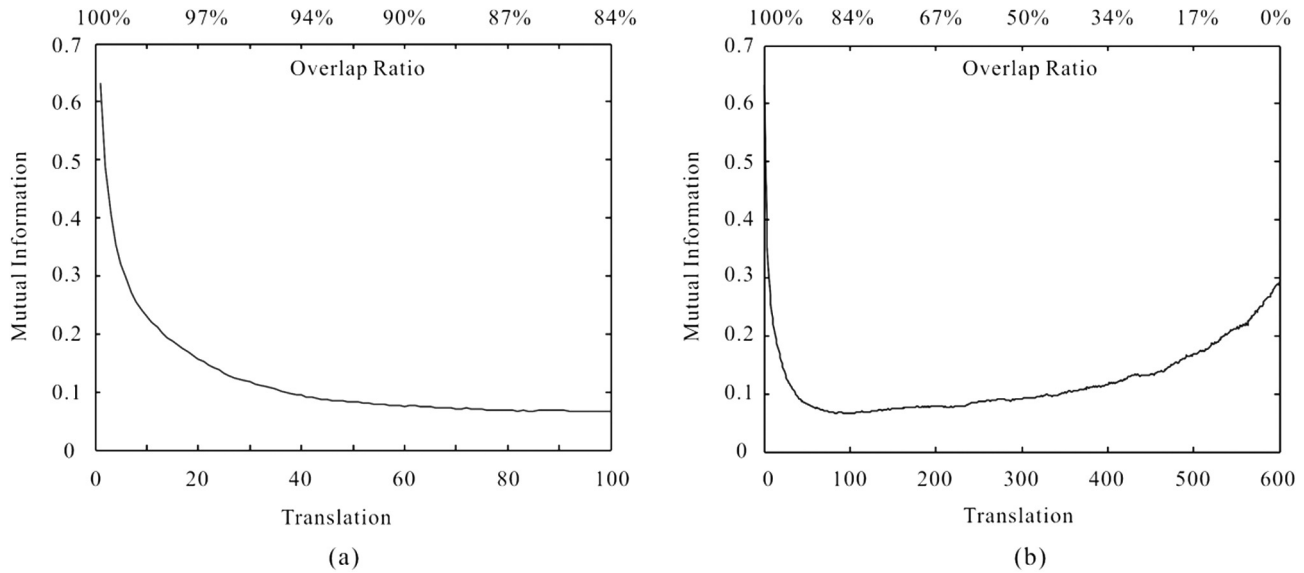 100% 97% 94% 90% 87% 84%
Overlap Ratio
0.7
0.6
0.5
0.4
0.3
0.2
0.1
0
Mutual Information
0 20 40 60 80 100
Translation
(a)
100% 84% 67% 50% 34% 17% 0%
Overlap Ratio
0.7
0.6
0.5
0.4
0.3
0.2
0.1
0
Mutual Information
0 100 200 300 400 500 600
Translation
(b)